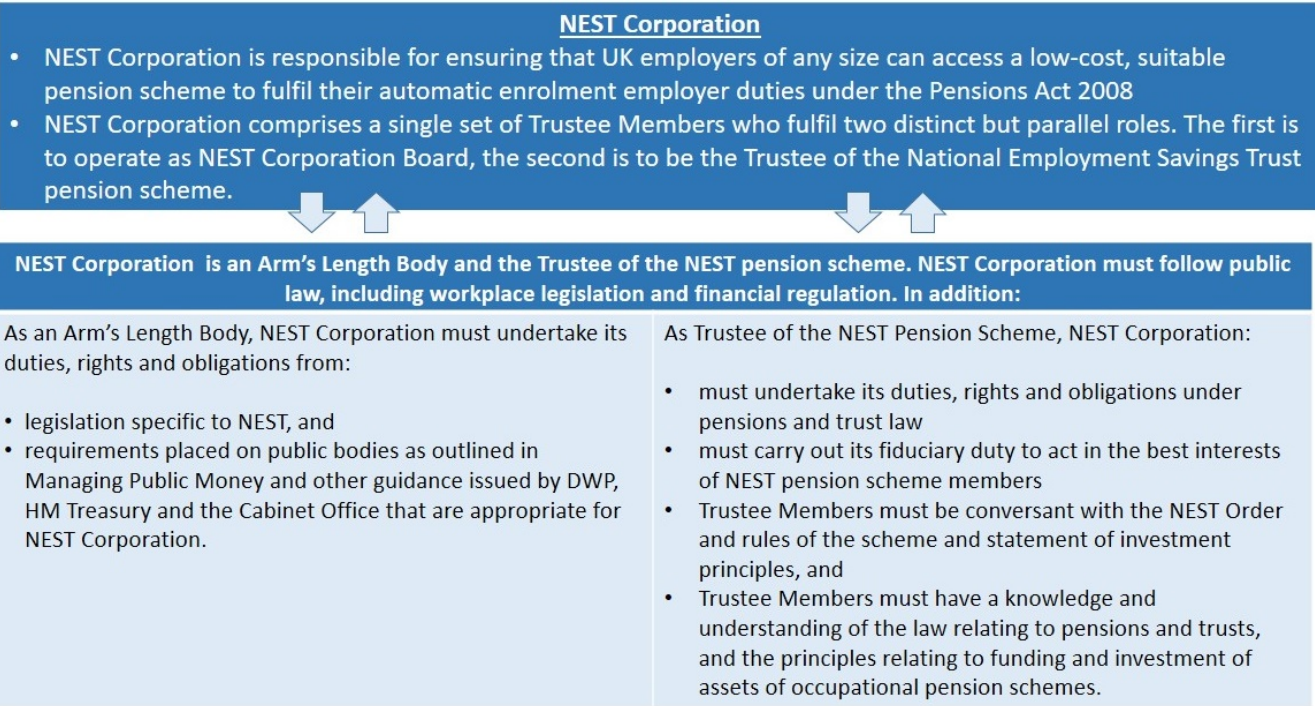 NEST Corporation
• NEST Corporation is responsible for ensuring that UK employers of any size can access a low-cost, suitable
pension scheme to fulfil their automatic enrolment employer duties under the Pensions Act 2008
• NEST Corporation comprises a single set of Trustee Members who fulfil two distinct but parallel roles. The first is
to operate as NEST Corporation Board, the second is to be the Trustee of the National Employment Savings Trust
pension scheme.
NEST Corporation is an Arm's Length Body and the Trustee of the NEST pension scheme. NEST Corporation must follow public
law, including workplace legislation and financial regulation. In addition:
As an Arm's Length Body, NEST Corporation must undertake its
duties, rights and obligations from:
• legislation specific to NEST, and
• requirements placed on public bodies as outlined in
Managing Public Money and other guidance issued by DWP,
HM Treasury and the Cabinet Office that are appropriate for
NEST Corporation.
As Trustee of the NEST Pension Scheme, NEST Corporation:
• must undertake its duties, rights and obligations under
pensions and trust law
• must carry out its fiduciary duty to act in the best interests
of NEST pension scheme members
• Trustee Members must be conversant with the NEST Order
and rules of the scheme and statement of investment
principles, and
• Trustee Members must have a knowledge and
understanding of the law relating to pensions and trusts,
and the principles relating to funding and investment of
assets of occupational pension schemes.